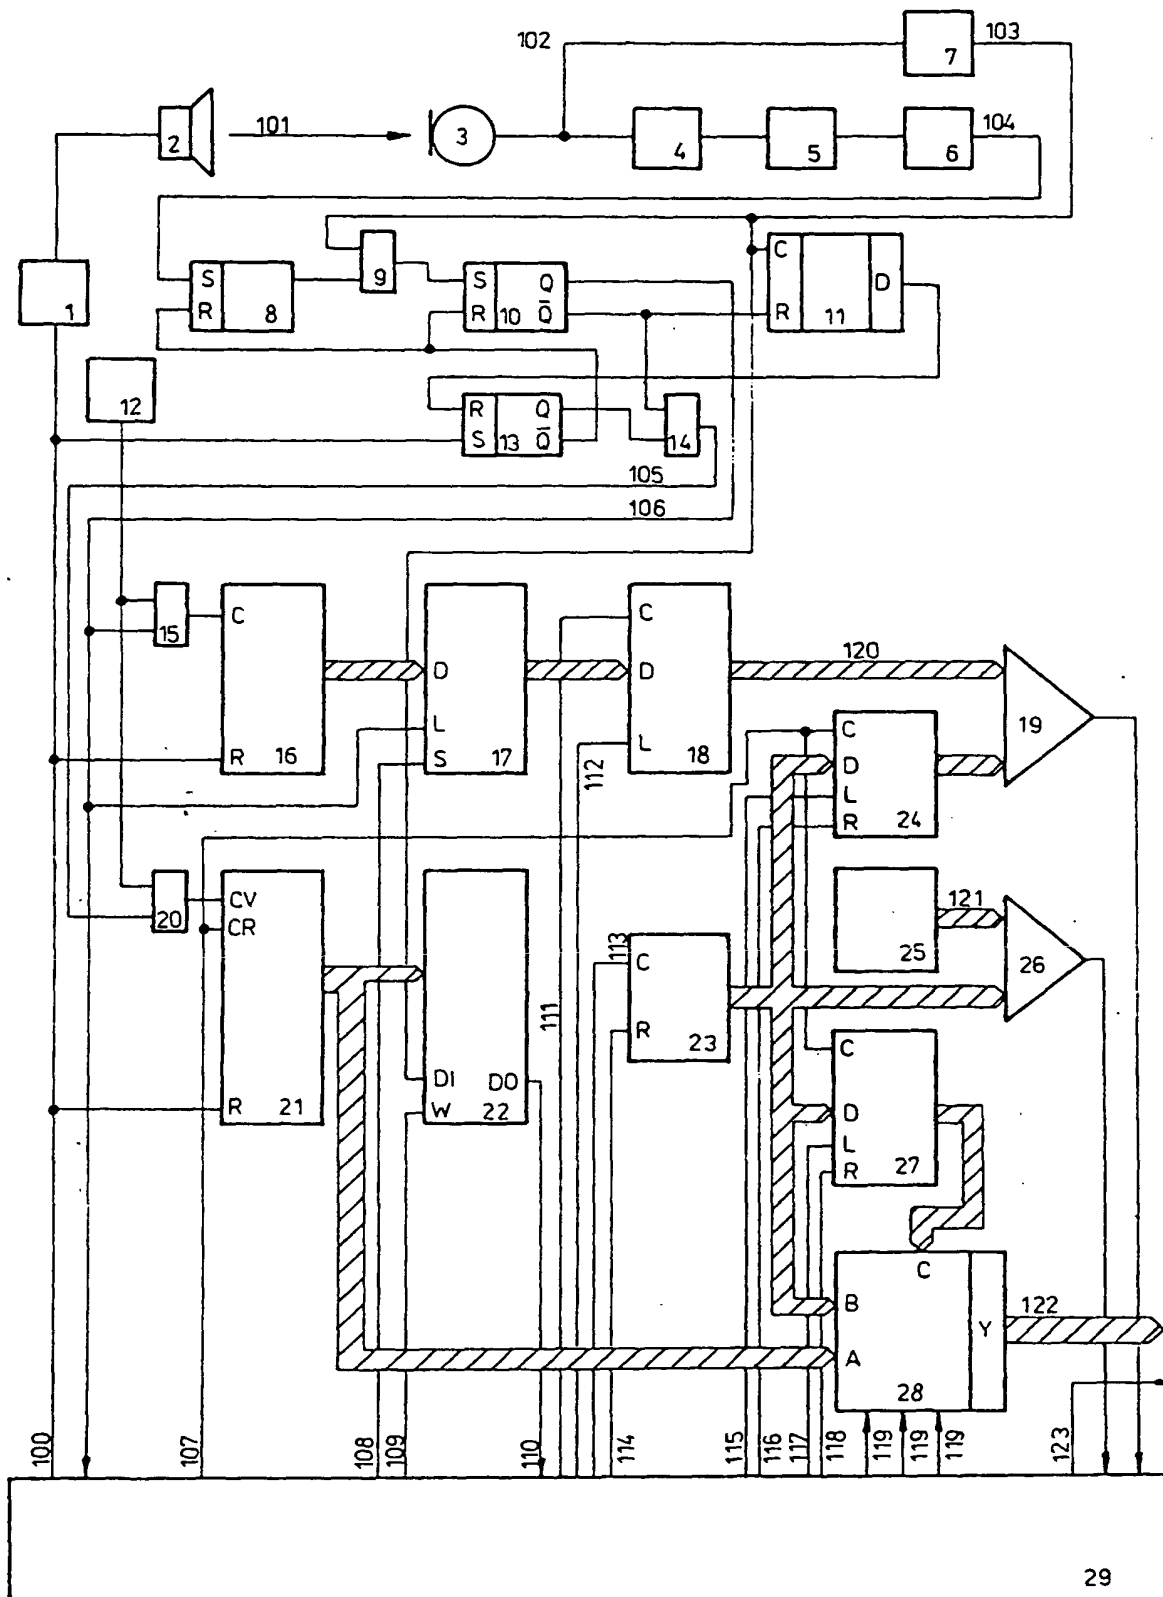 102
7
103
2
101
3
4
5
6
104
1
S
R
8
9
S
R
10
Q
Q̅
C
R
11
D
12
R
S
13
Q
Q̅
14
105
106
15
C
R
16
D
L
S
17
C
D
L
18
112
120
19
C
D
L
R
24
20
CV
CR
R
21
DI
W
DO
22
111
113
C
R
23
25
121
26
C
D
L
R
27
C
B
A
28
Y
122
100
107
108
109
110
114
115
116
117
118
119
119
119
123
29